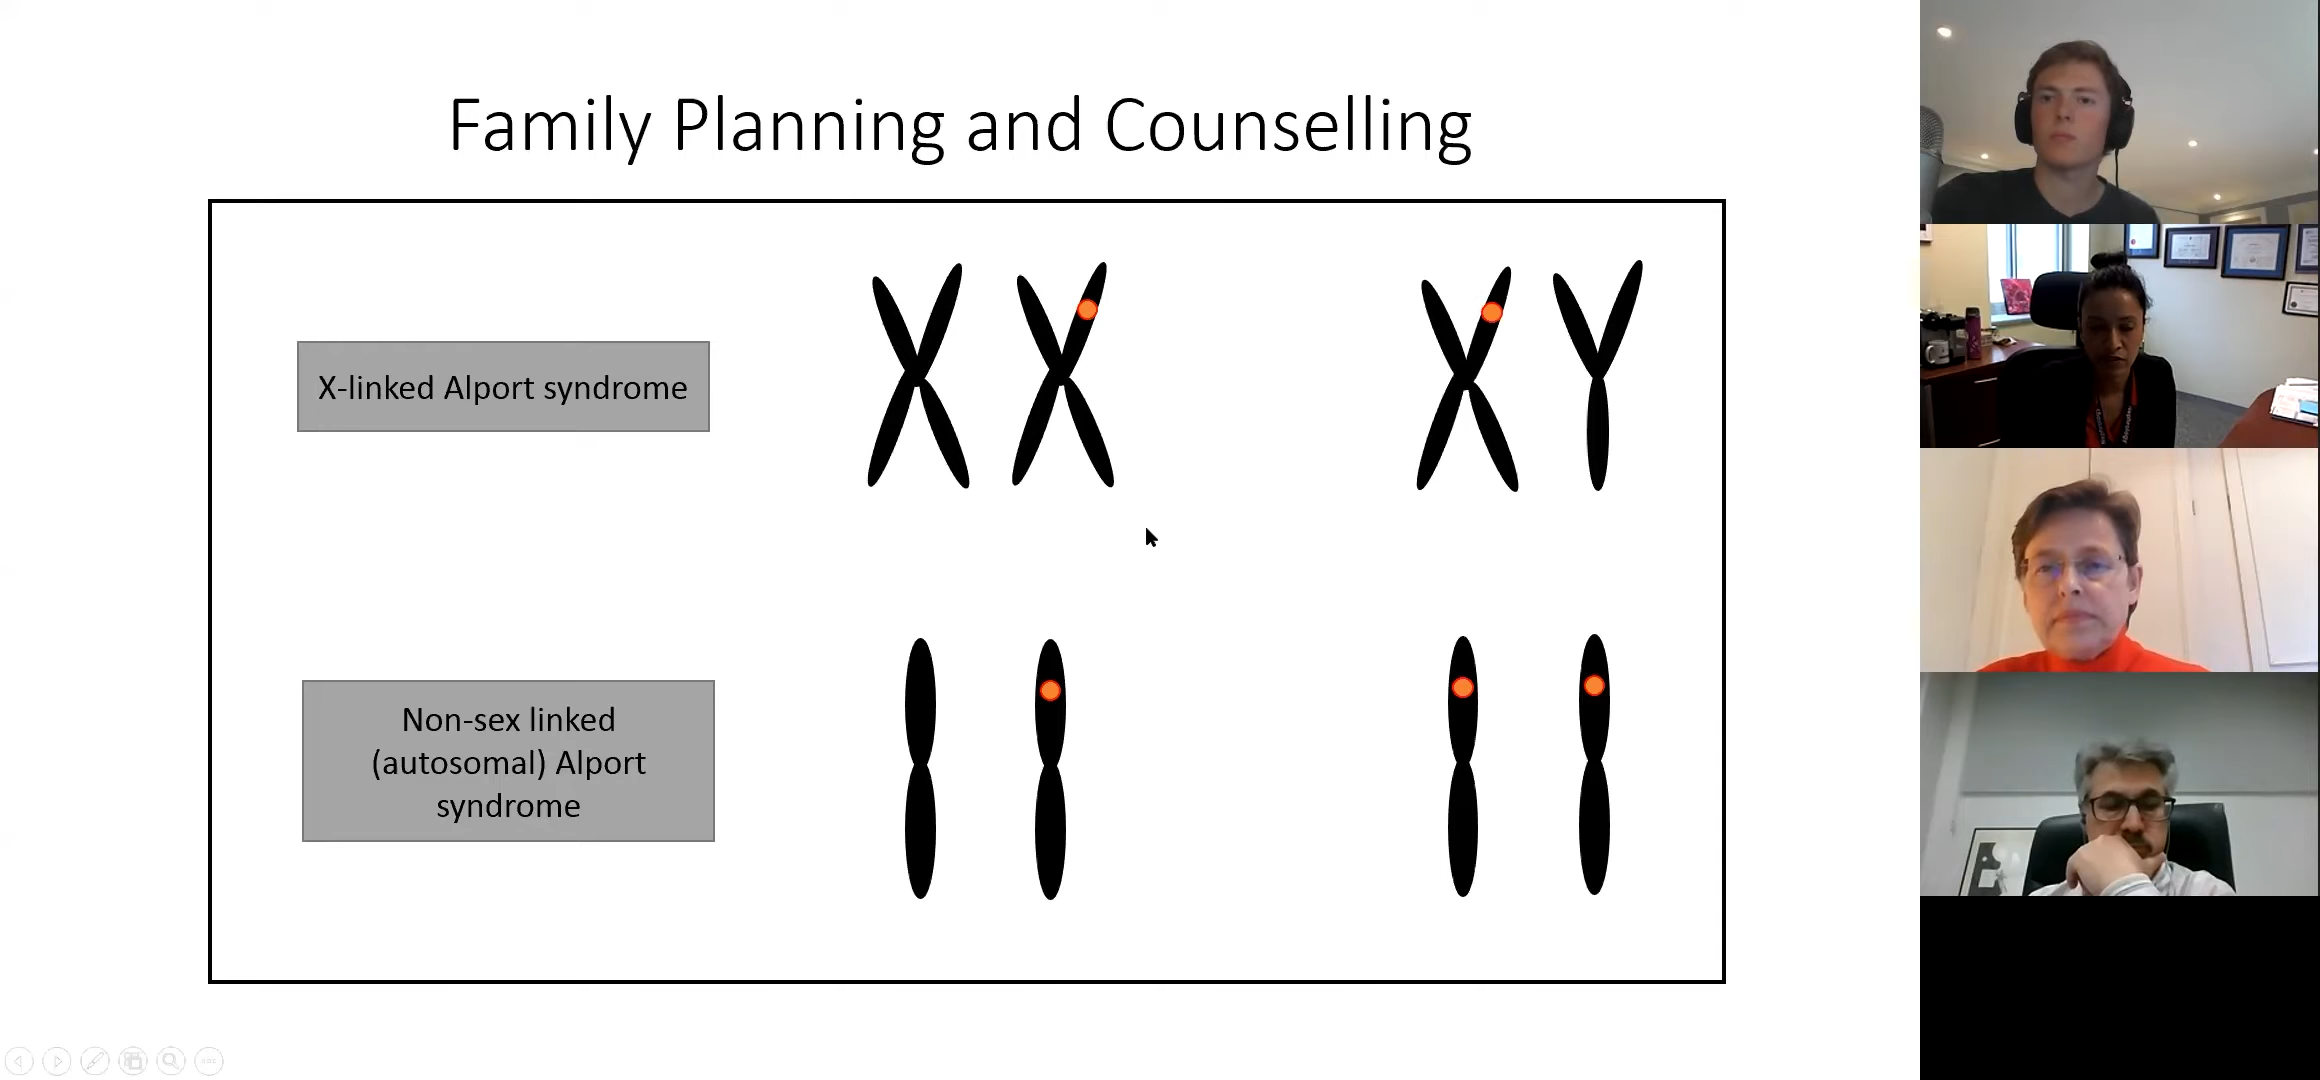 Family Planning and Counselling
X-linked Alport syndrome
Non-sex linked
(autosomal) Alport
syndrome